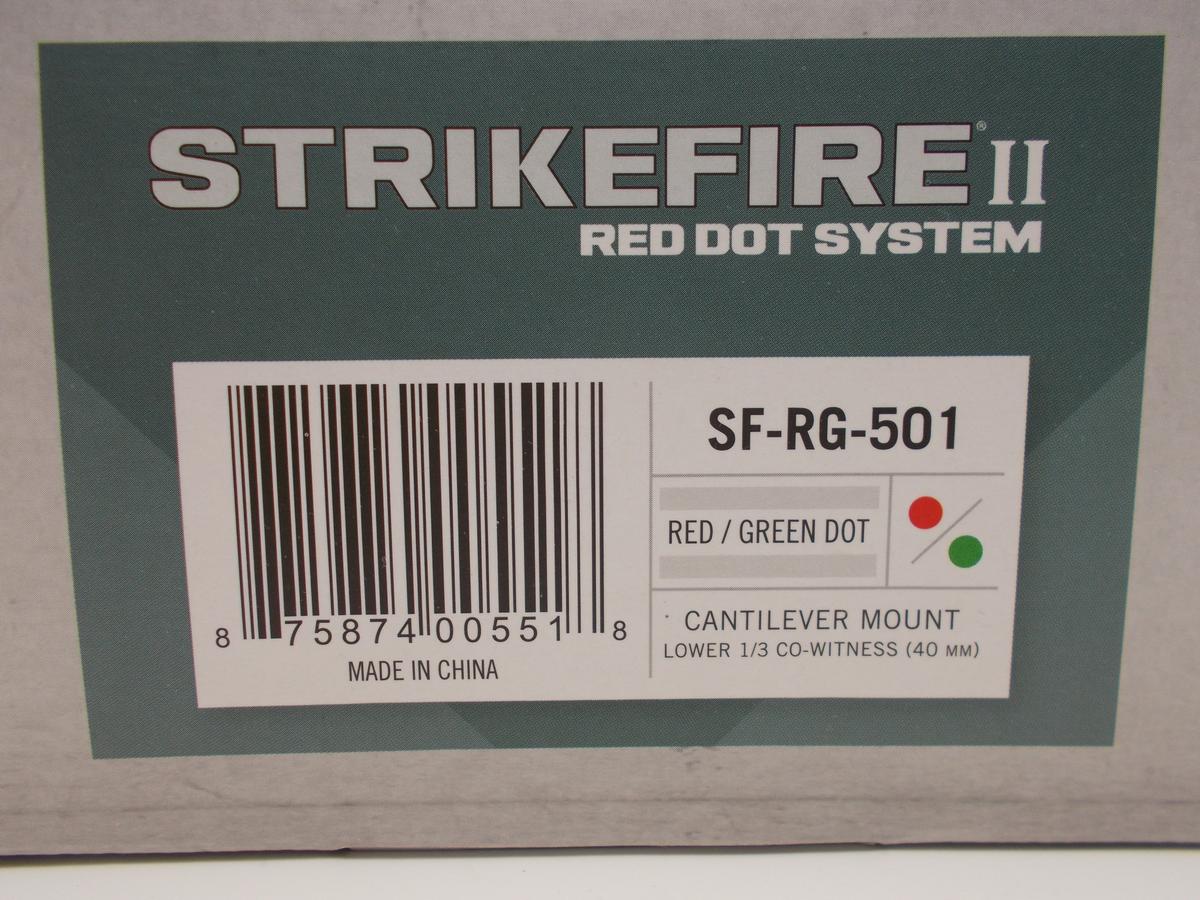 STRIKEFIRE® II
RED DOT SYSTEM
8 75874 00551 8
MADE IN CHINA
SF-RG-501
RED / GREEN DOT
CANTILEVER MOUNT
LOWER 1/3 CO-WITNESS (40 MM)